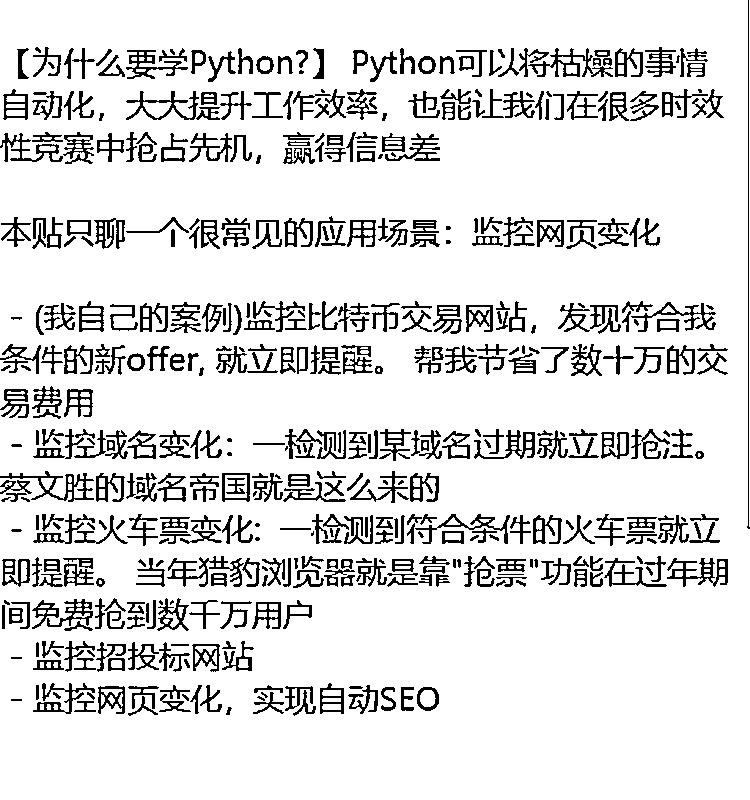 【为什么要学Python?】 Python可以将枯燥的事情
自动化，大大提升工作效率，也能让我们在很多时效
性竞赛中抢占先机，赢得信息差
本贴只聊一个很常见的应用场景：监控网页变化
- (我自己的案例)监控比特币交易网站，发现符合我
条件的新offer, 就立即提醒。 帮我节省了数十万的交
易费用
- 监控域名变化：一检测到某域名过期就立即抢注。
蔡文胜的域名帝国就是这么来的
- 监控火车票变化：一检测到符合条件的火车票就立
即提醒。 当年猎豹浏览器就是靠"抢票"功能在过年期
间免费抢到数千万用户
- 监控招投标网站
- 监控网页变化，实现自动SEO